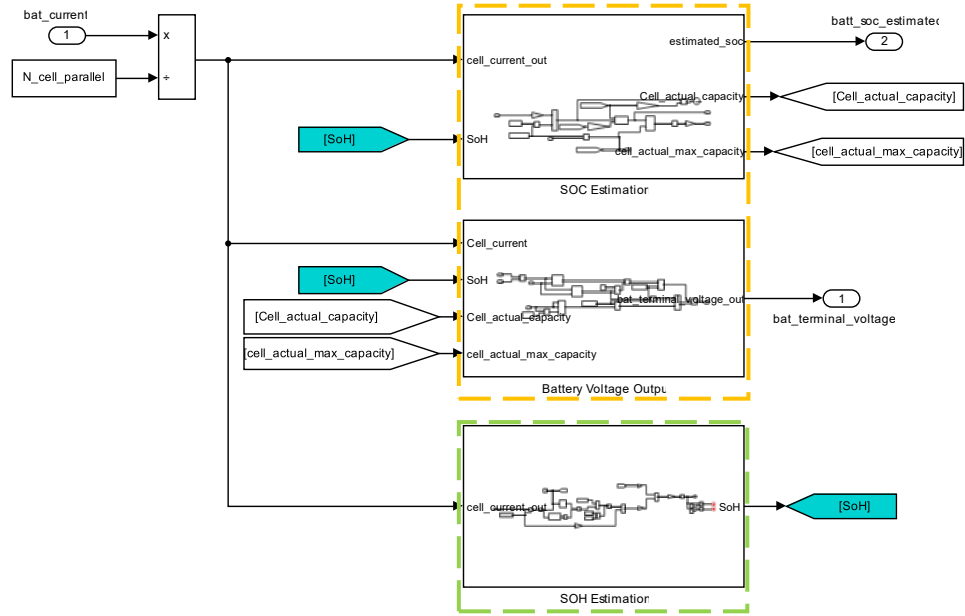 bat_current
1
N_cell_parallel
x
÷
cell_current_out
SoH
estimated_soc
Cell_actual_capacity
cell_actual_max_capacity
SOC Estimation
batt_soc_estimated
2
[Cell_actual_capacity]
[cell_actual_max_capacity]
[SoH]
[SoH]
[Cell_actual_capacity]
[cell_actual_max_capacity]
Cell_current
SoH
Cell_actual_capacity
cell_actual_max_capacity
bat_terminal_voltage_out
Battery Voltage Outpu
1
bat_terminal_voltage
cell_current_out
SoH
SOH Estimation
[SoH]